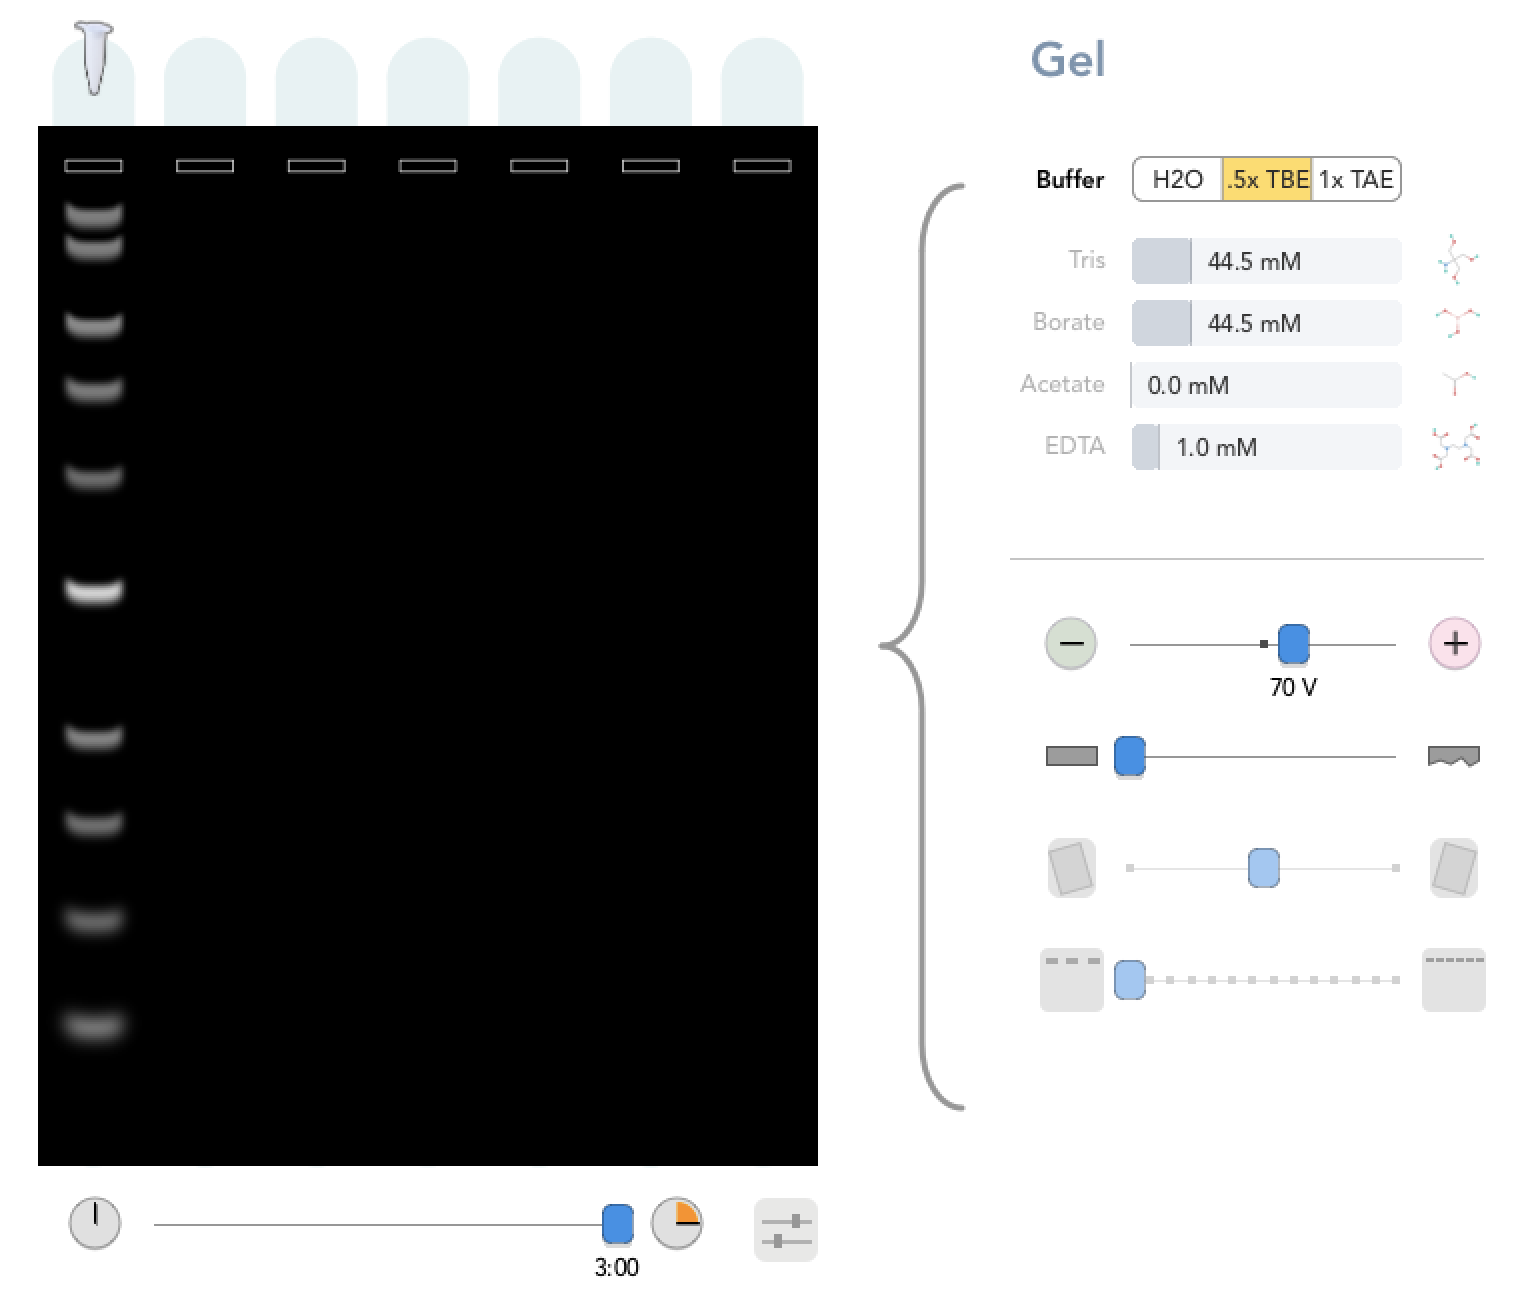 Gel
Buffer H2O .5x TBE 1x TAE
Tris 44.5 mM
Borate 44.5 mM
Acetate 0.0 mM
EDTA 1.0 mM
70 V
3:00